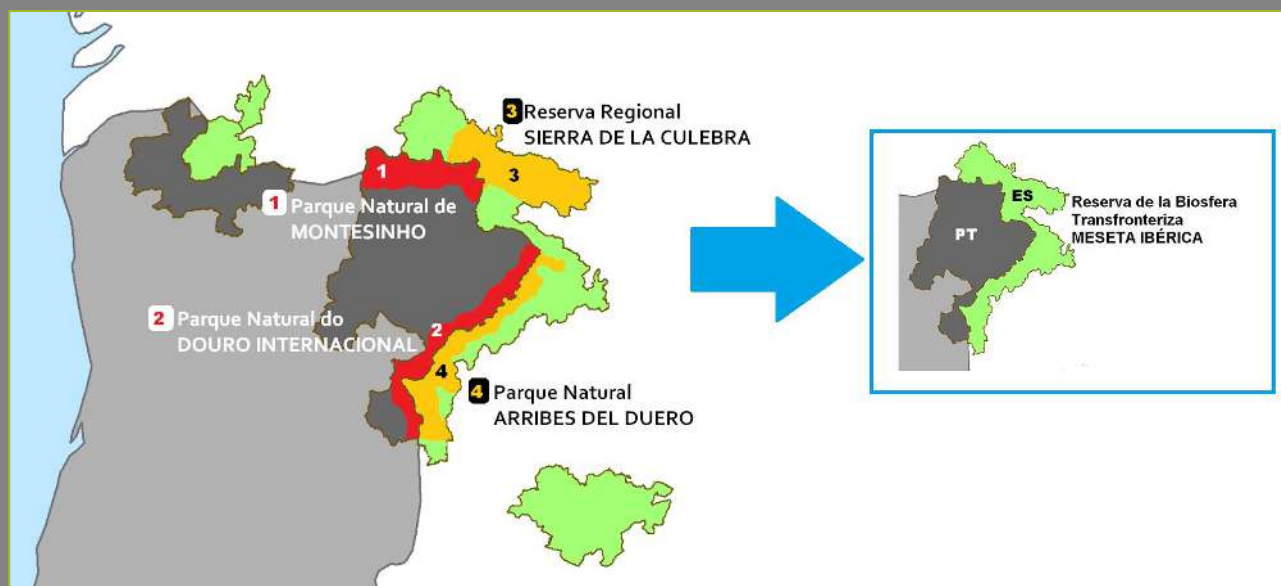 3 Reserva Regional
SIERRA DE LA CULEBRA
1
3
1 Parque Natural de
MONTESINHO
2 Parque Natural do
DOURO INTERNACIONAL
2
4
4 Parque Natural
ARRIBES DEL DUERO
ES
PT
Reserva de la Biosfera
Transfronteriza
MESETA IBÉRICA